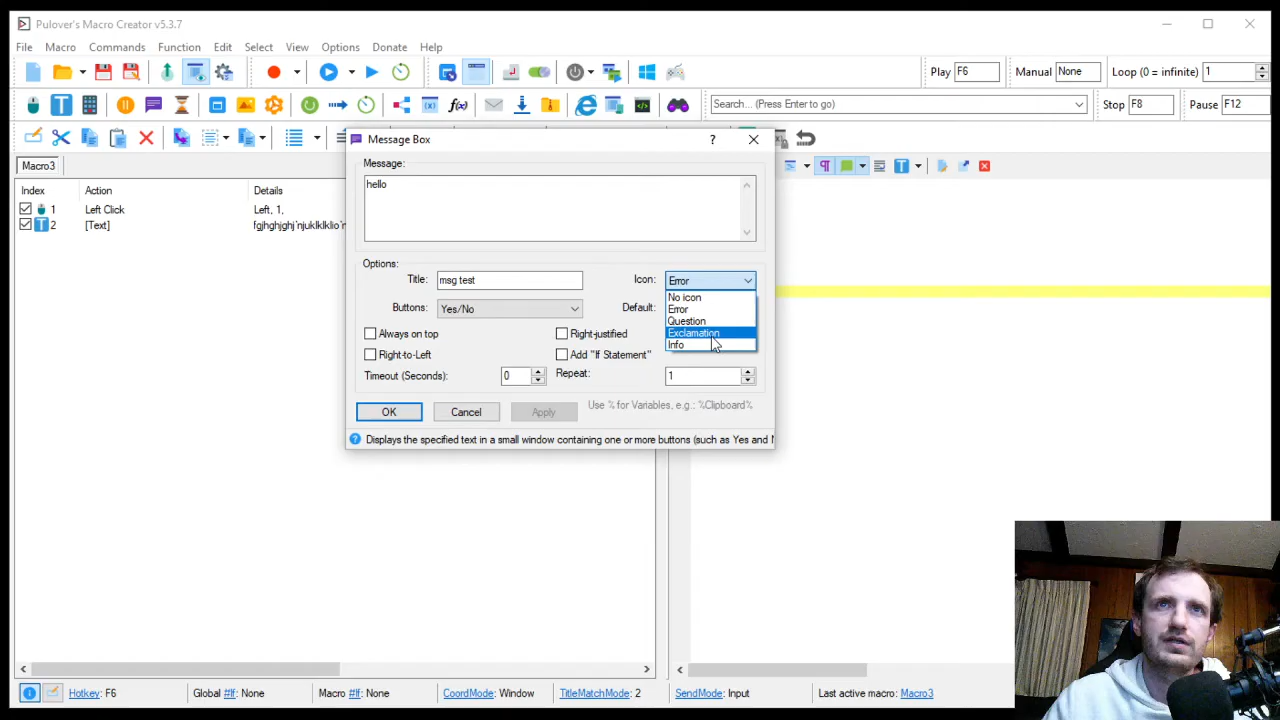 Pulover's Macro Creator v5.3.7
File Macro Commands Function Edit Select View Options Donate Help
Play F6 Manual None Loop (0 = infinite) 1
Search... (Press Enter to go) Stop F8 Pause F12
Macro3
Index Action Details
1 Left Click Left, 1,
2 [Text] fgjhghjghj'njuklklklio'n
Message Box
Message:
hello
Options:
Title: msg test Icon: Error
No icon
Error
Question
Exclamation
Info
Buttons: Yes/No Default:
Always on top Right-justified
Right-to-Left Add "If Statement"
Timeout (Seconds): 0 Repeat: 1
OK Cancel Apply Use % for Variables, e.g.: %Clipboard%
Displays the specified text in a small window containing one or more buttons (such as Yes and N
Hotkey: F6 Global #If: None Macro #If: None CoordMode: Window TitleMatchMode: 2 SendMode: Input Last active macro: Macro3